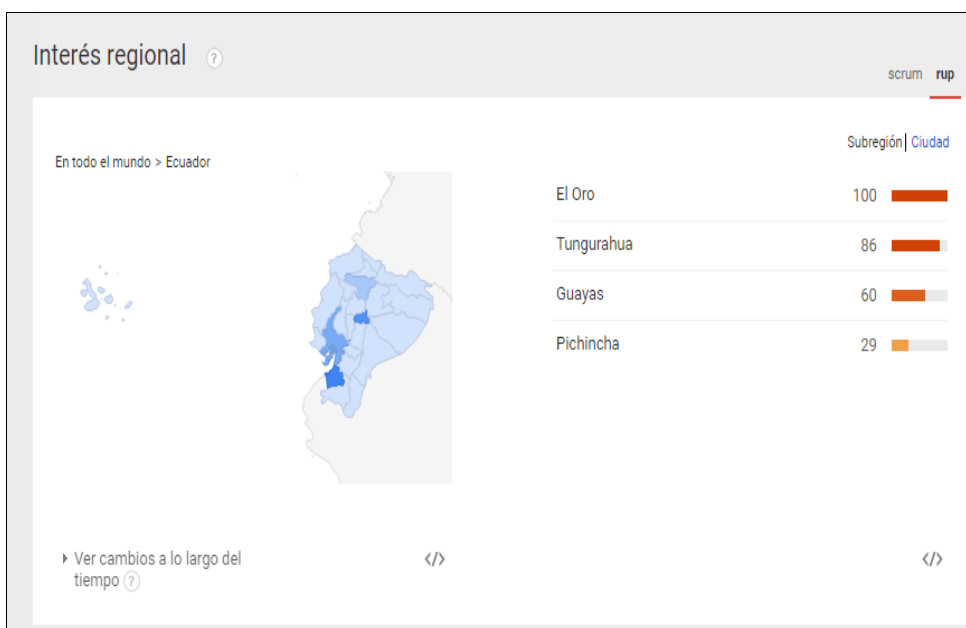 Interés regional ?
scrum rup
Subregión Ciudad
En todo el mundo > Ecuador
El Oro 100
Tungurahua 86
Guayas 60
Pichincha 29
Ver cambios a lo largo del
tiempo ?
</> </>